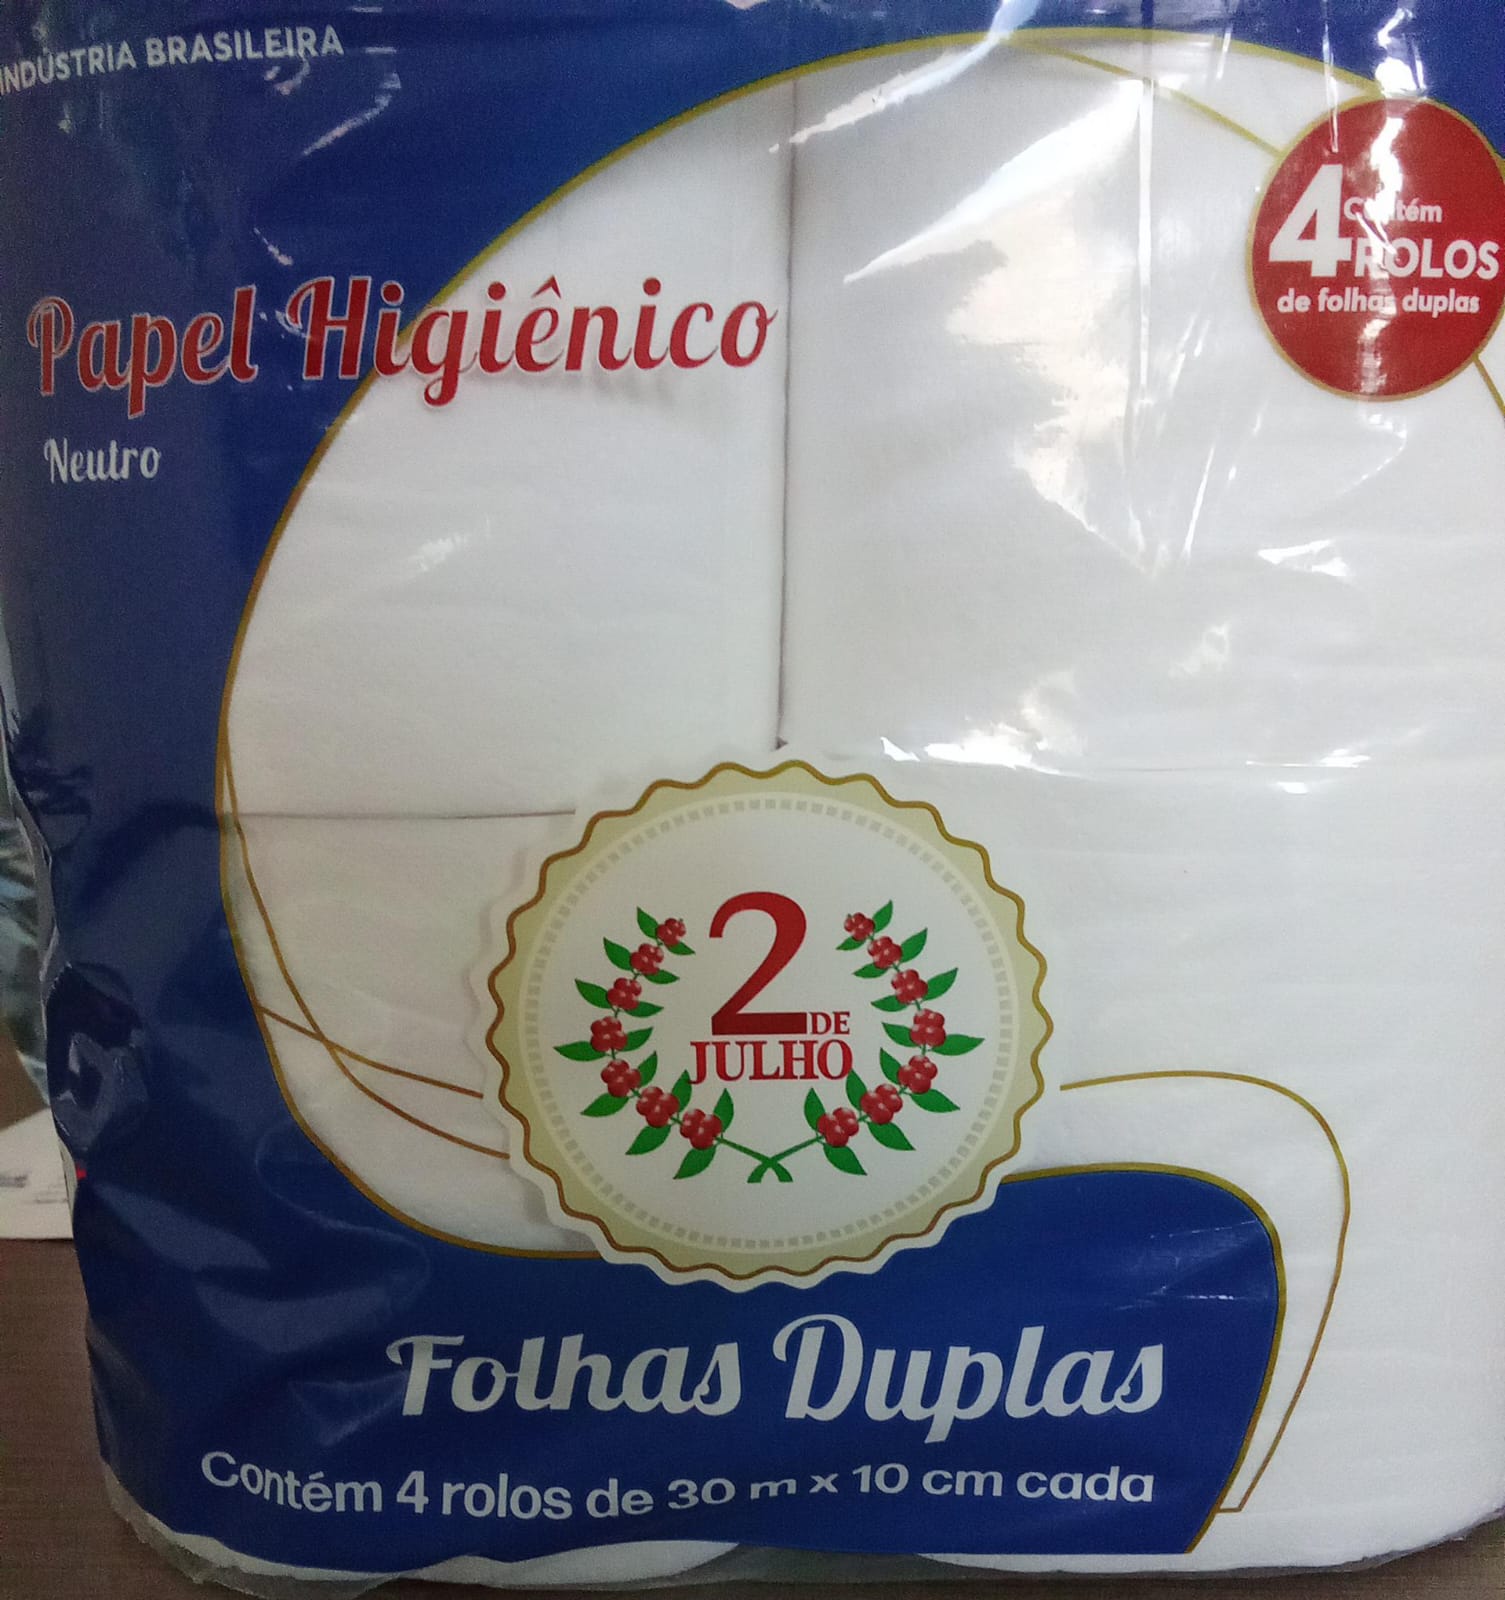 INDÚSTRIA BRASILEIRA
4 Contém
ROLOS
de folhas duplas
Papel Higiênico
Neutro
2 DE
JULHO
Folhas Duplas
Contém 4 rolos de 30 m x 10 cm cada